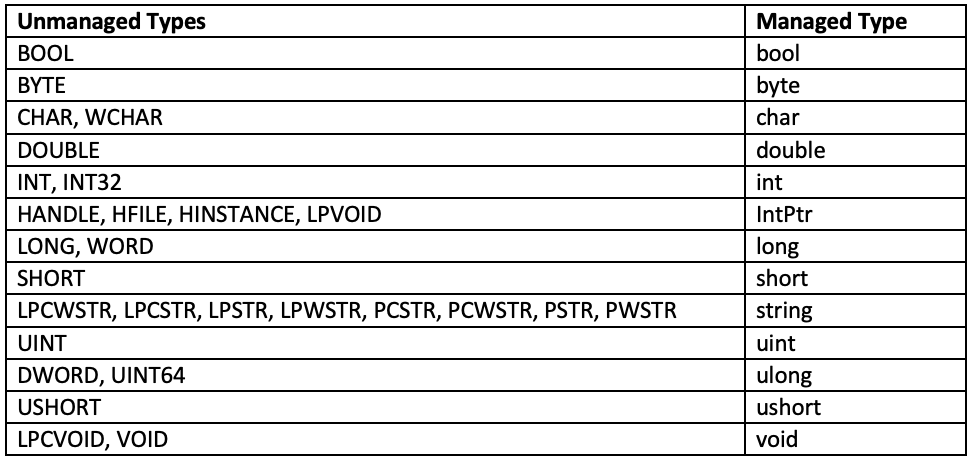 Unmanaged Types Managed Type
BOOL bool
BYTE byte
CHAR, WCHAR char
DOUBLE double
INT, INT32 int
HANDLE, HFILE, HINSTANCE, LPVOID IntPtr
LONG, WORD long
SHORT short
LPCWSTR, LPCSTR, LPSTR, LPWSTR, PCSTR, PCWSTR, PSTR, PWSTR string
UINT uint
DWORD, UINT64 ulong
USHORT ushort
LPCVOID, VOID void